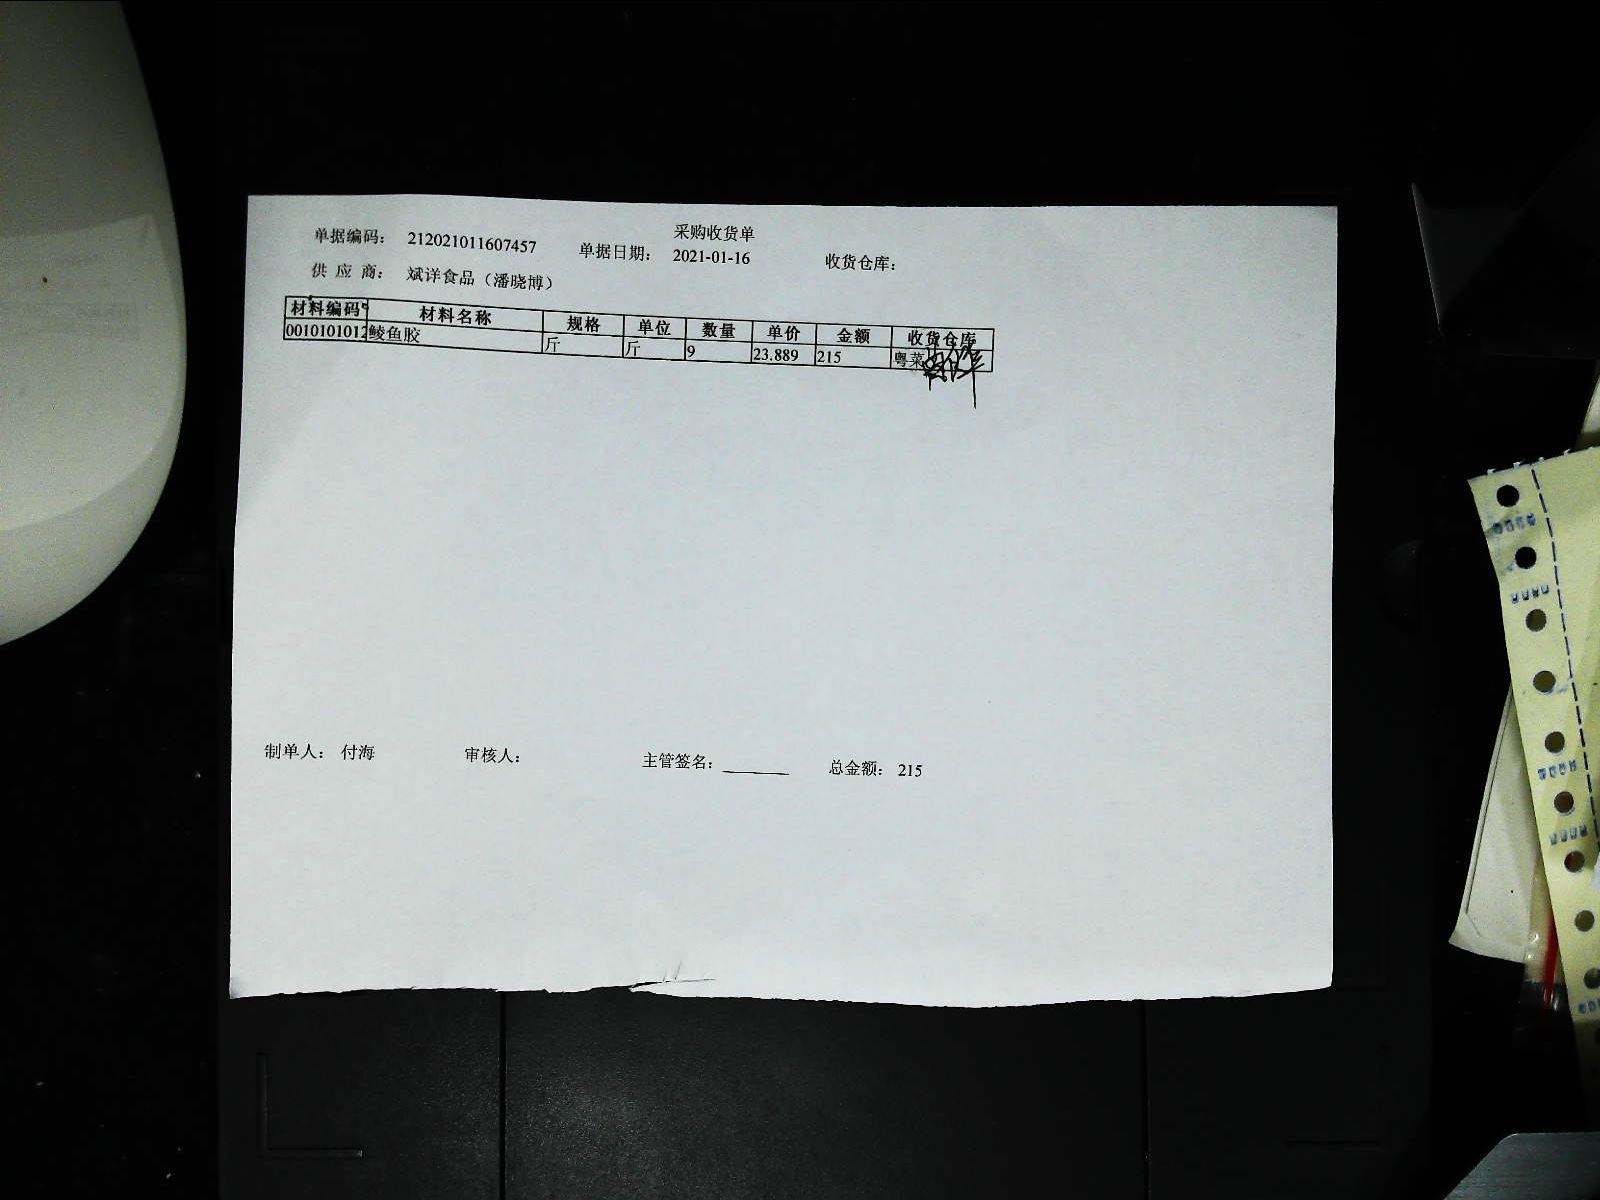 采购收货单
单据编码： 212021011607457 单据日期： 2021-01-16 收货仓库：
供 应 商： 斌详食品（潘晓博）
材料编码 材料名称 规格 单位 数量 单价 金额 收货仓库
0010101012 鲮鱼胶 斤 斤 9 23.889 215 粤菜
制单人： 付海 审核人： 主管签名： 总金额： 215